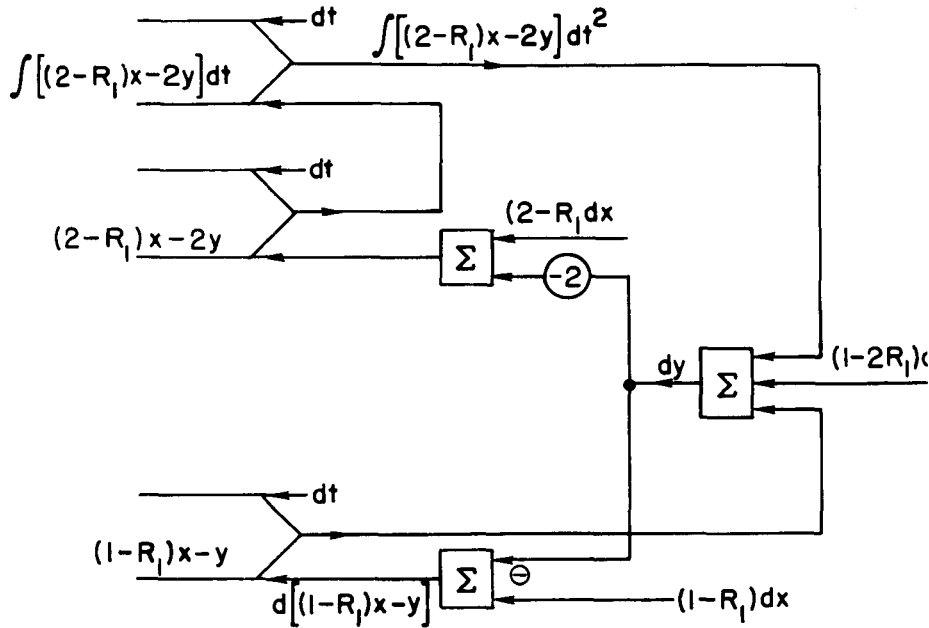 dt
∫[(2-R₁)x-2y]dt²
∫[(2-R₁)x-2y]dt
dt
(2-R₁dx
(2-R₁)x-2y
Σ
-2
(1-2R₁)d
dy
Σ
dt
(1-R₁)x-y
Σ
⊖
d[(1-R₁)x-y]
(1-R₁)dx